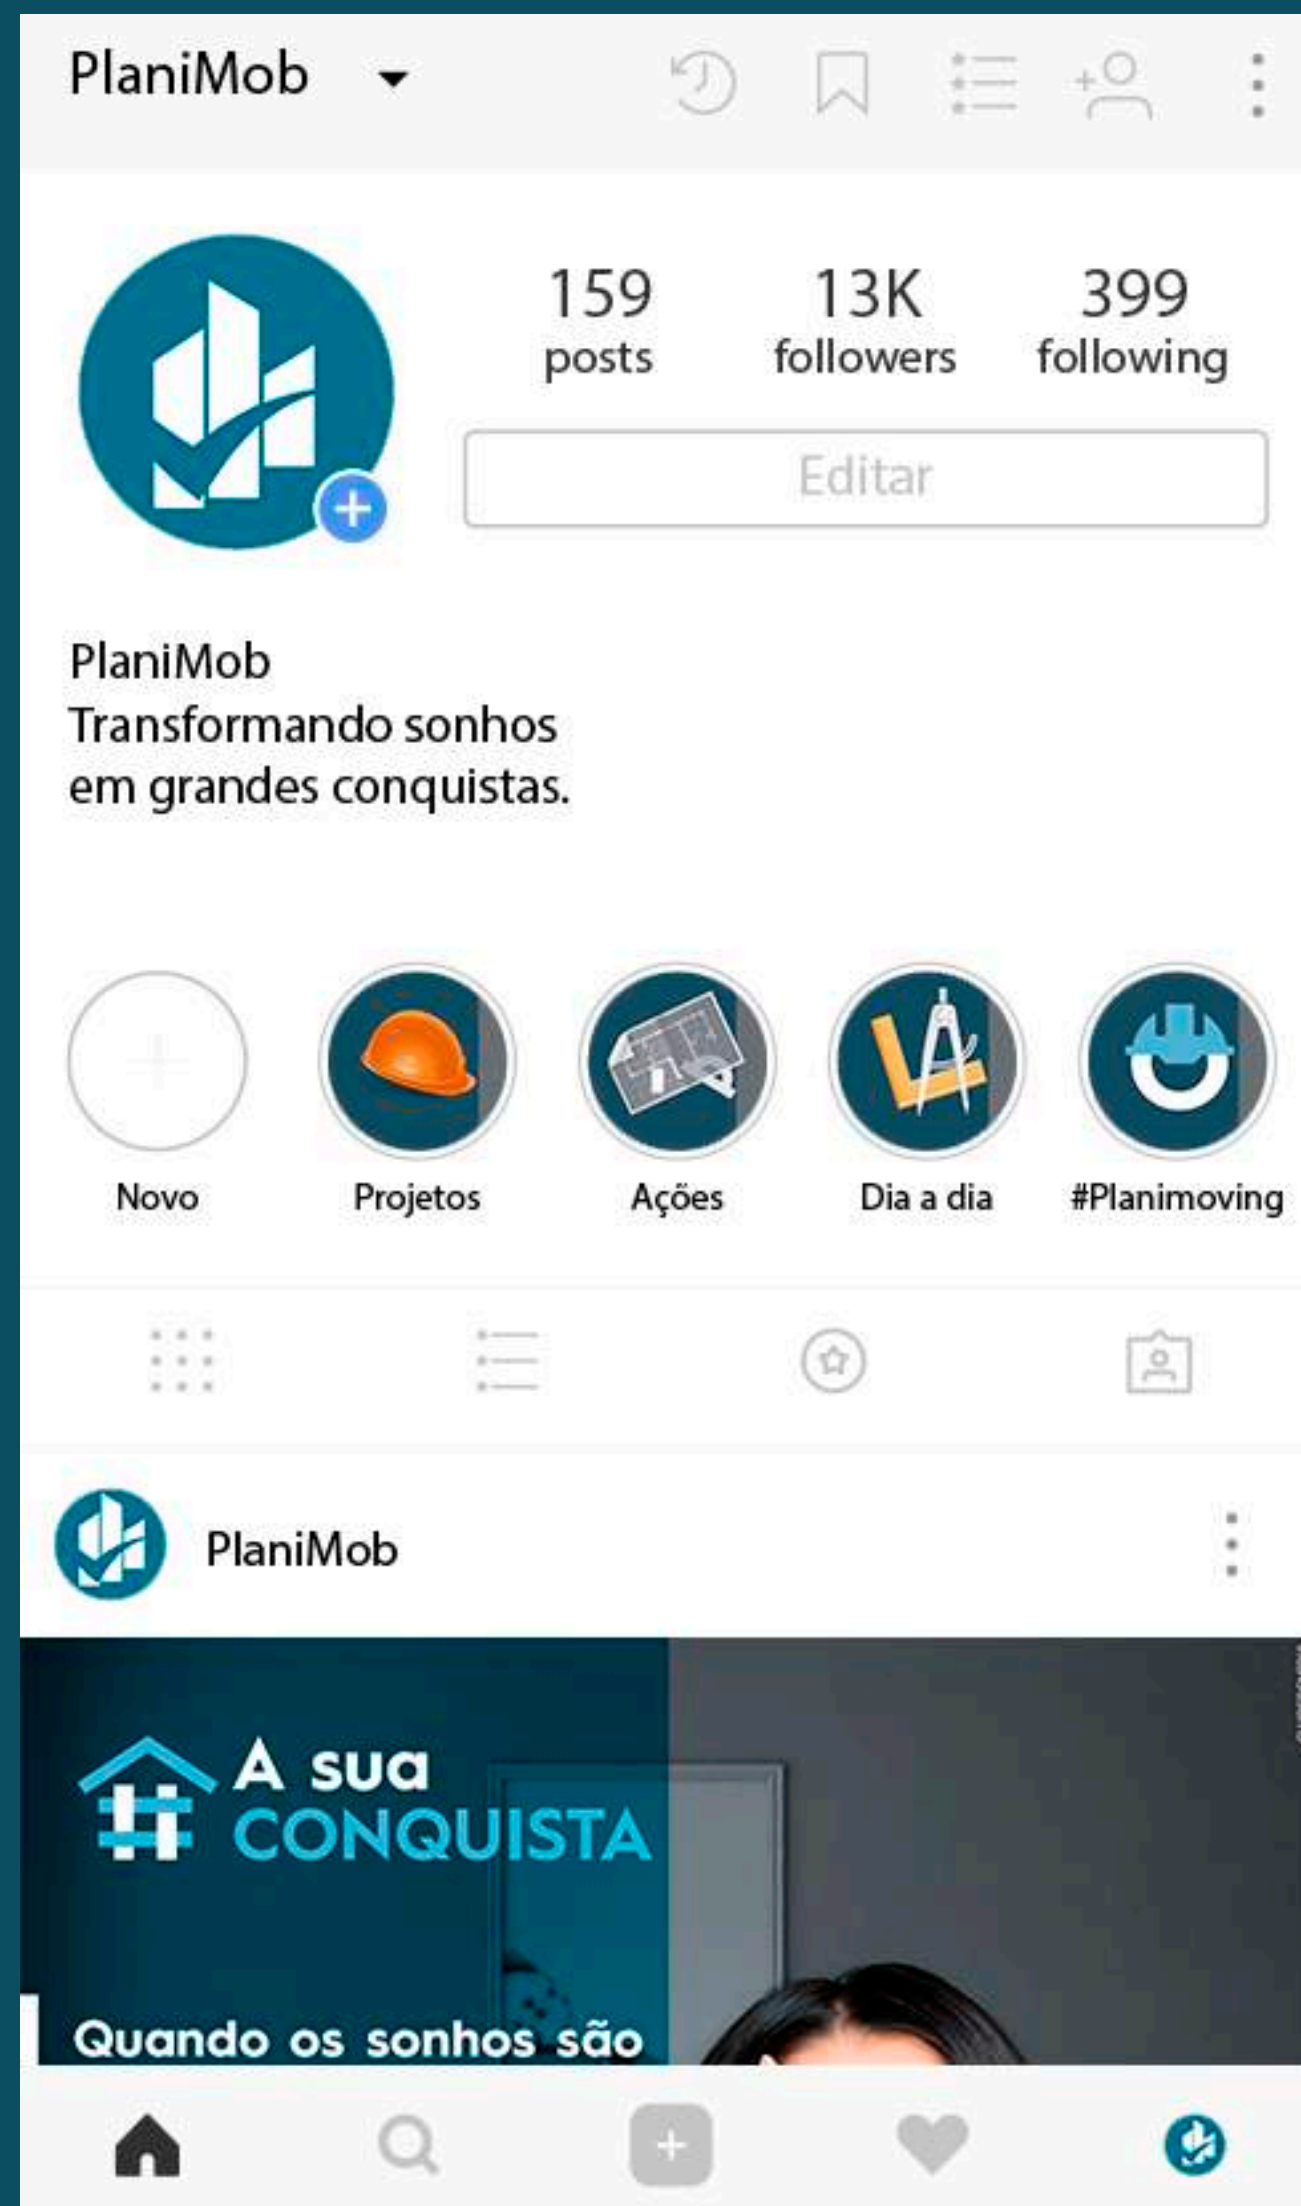 PlaniMob
159 13K 399
posts followers following
Editar
PlaniMob
Transformando sonhos
em grandes conquistas.
Novo Projetos Ações Dia a dia #Planimoving
PlaniMob
A sua
CONQUISTA
Quando os sonhos são